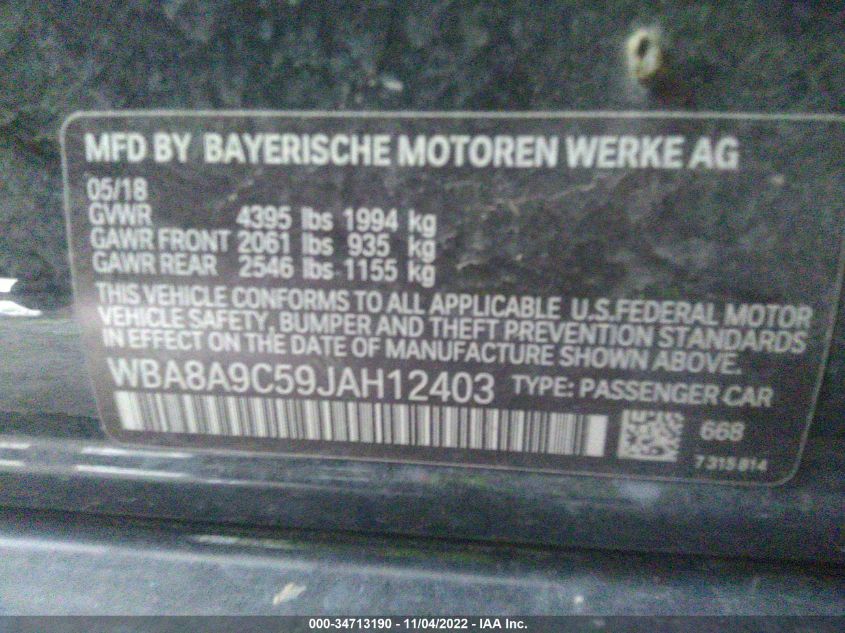 MFD BY BAYERISCHE MOTOREN WERKE AG
05/18
GVWR 4395 lbs 1994 kg
GAWR FRONT 2061 lbs 935 kg
GAWR REAR 2546 lbs 1155 kg
THIS VEHICLE CONFORMS TO ALL APPLICABLE U.S.FEDERAL MOTOR
VEHICLE SAFETY, BUMPER AND THEFT PREVENTION STANDARDS
IN EFFECT ON THE DATE OF MANUFACTURE SHOWN ABOVE.
WBA8A9C59JAH12403 TYPE: PASSENGER CAR
668
7315614
000-34713190 - 11/04/2022 - IAA Inc.